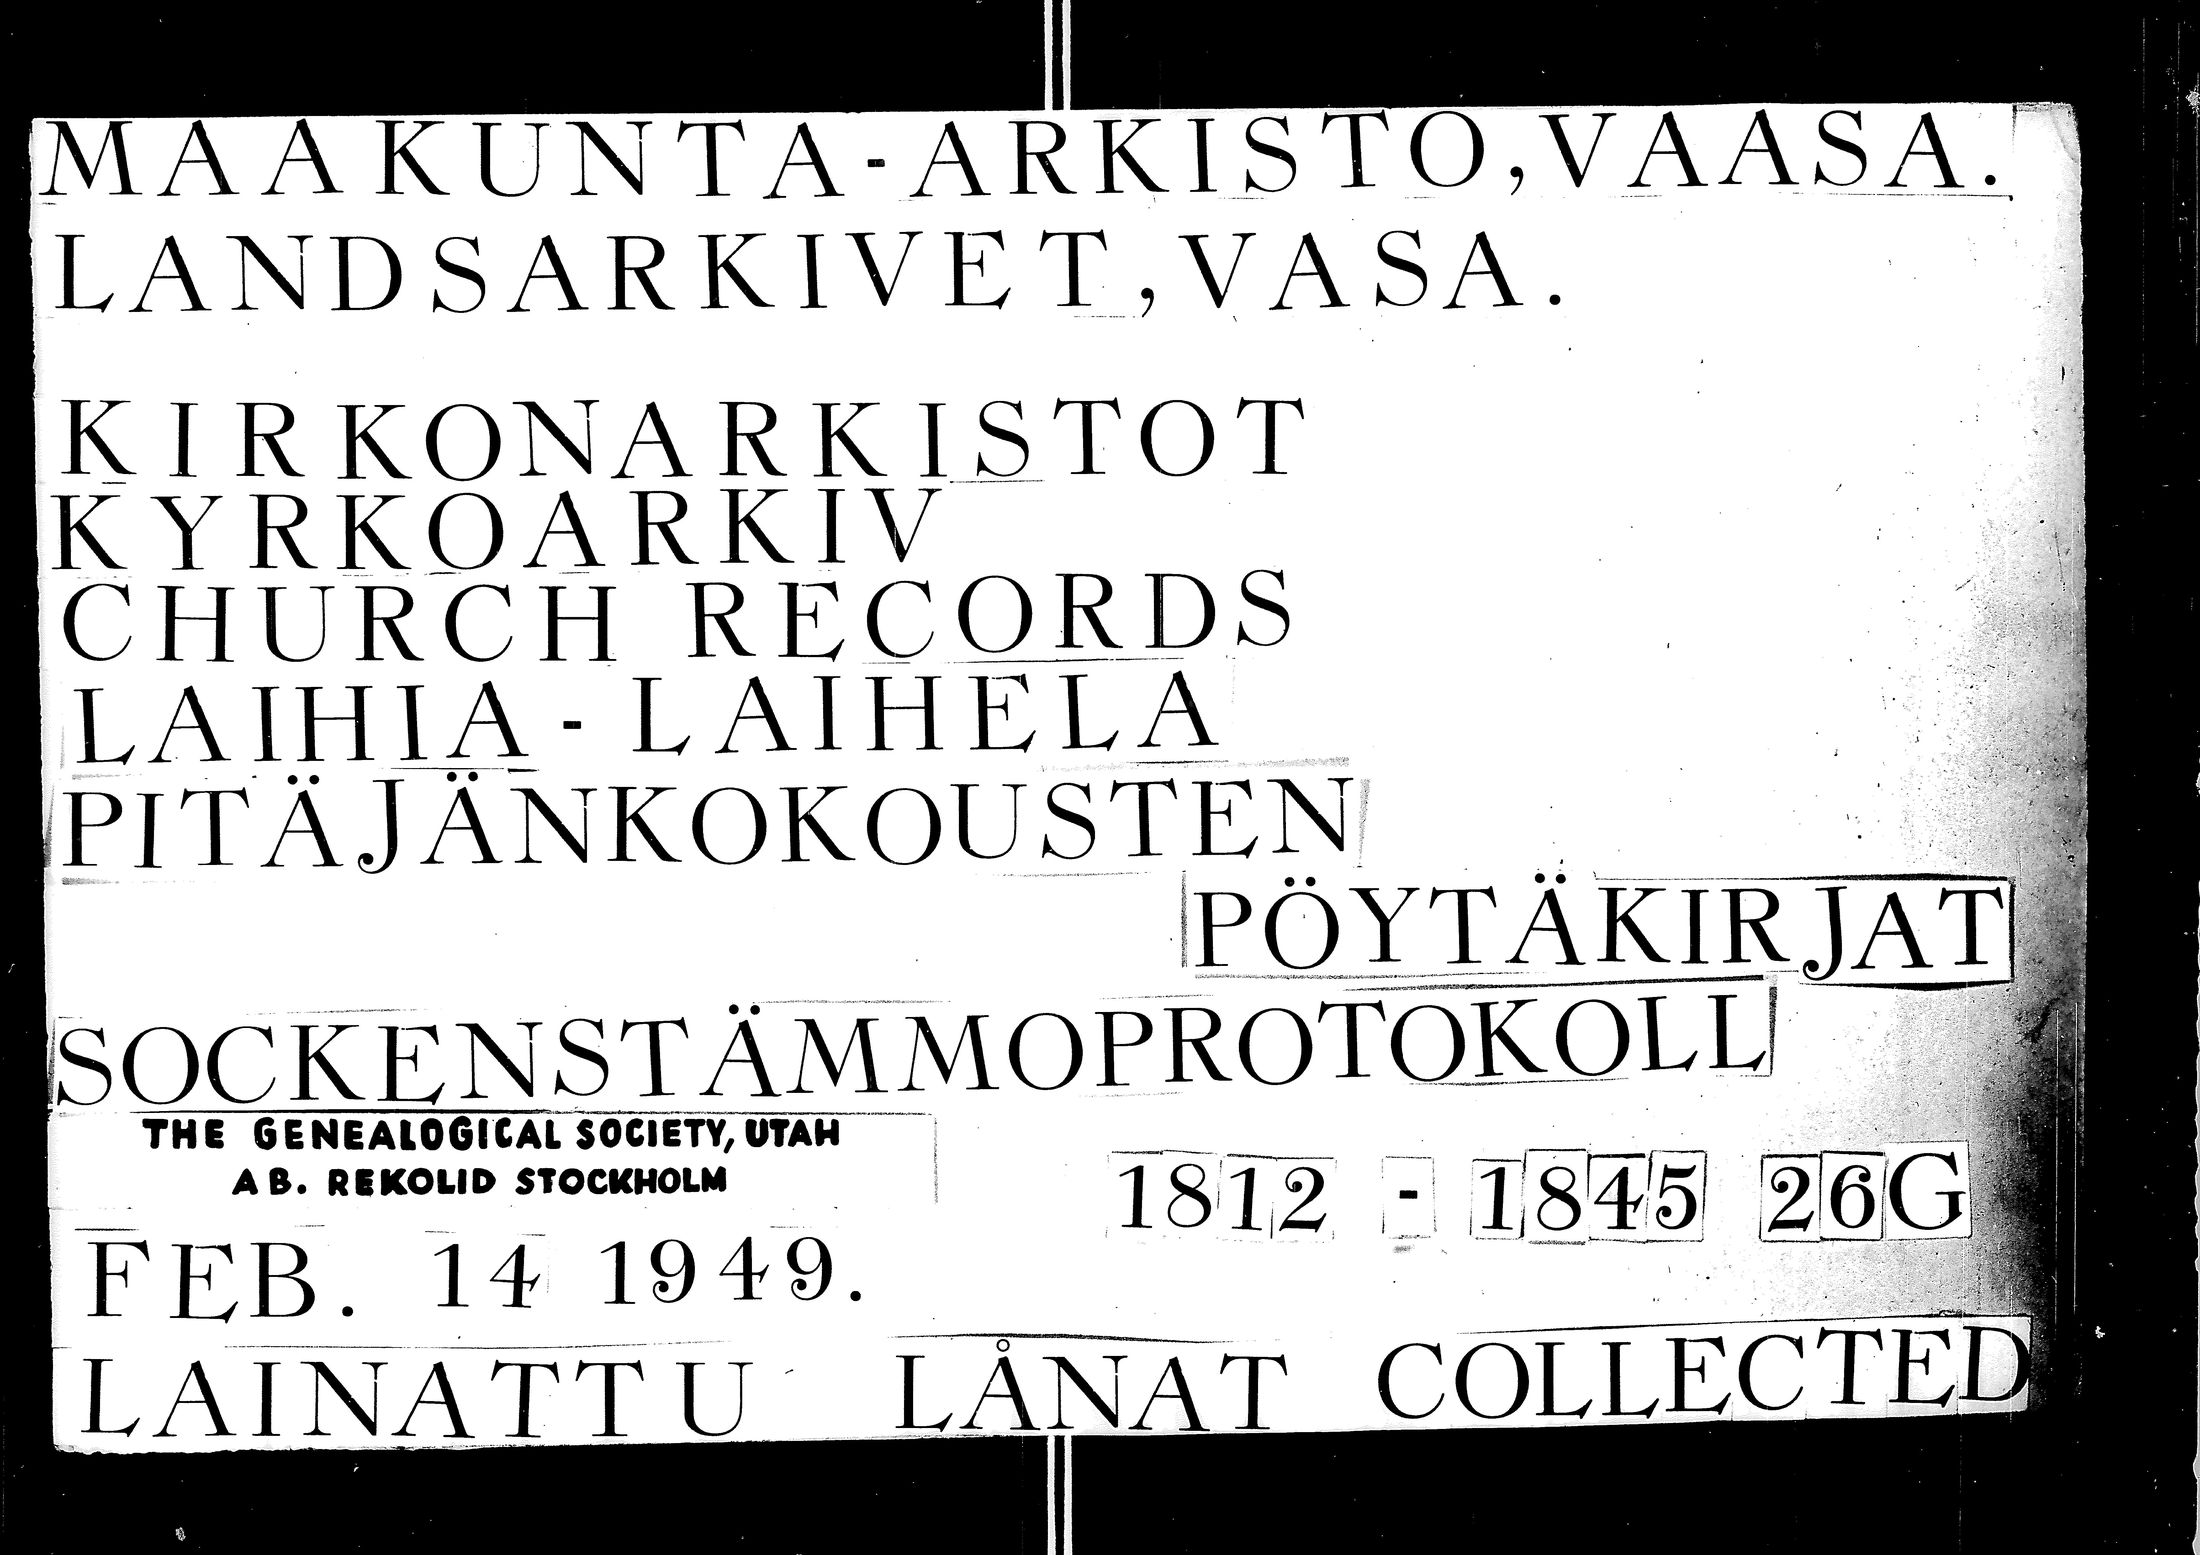 MAAKUNTA-ARKISTO, VAASA.
LANDSARKIVET, VASA.
KIRKONARKISTOT
KYRKOARKIV
CHURCH RECORDS
LAIHIA - LAIHELA
PITÄJÄNKOKOUSTEN
PÖYTÄKIRJAT
SOCKENSTÄMMOPROTOKOLL
THE GENEALOGICAL SOCIETY, UTAH
AB. REKOLID STOCKHOLM
1812 - 1845 26G
FEB. 14 1949.
LAINATTU LÅNAT COLLECTED